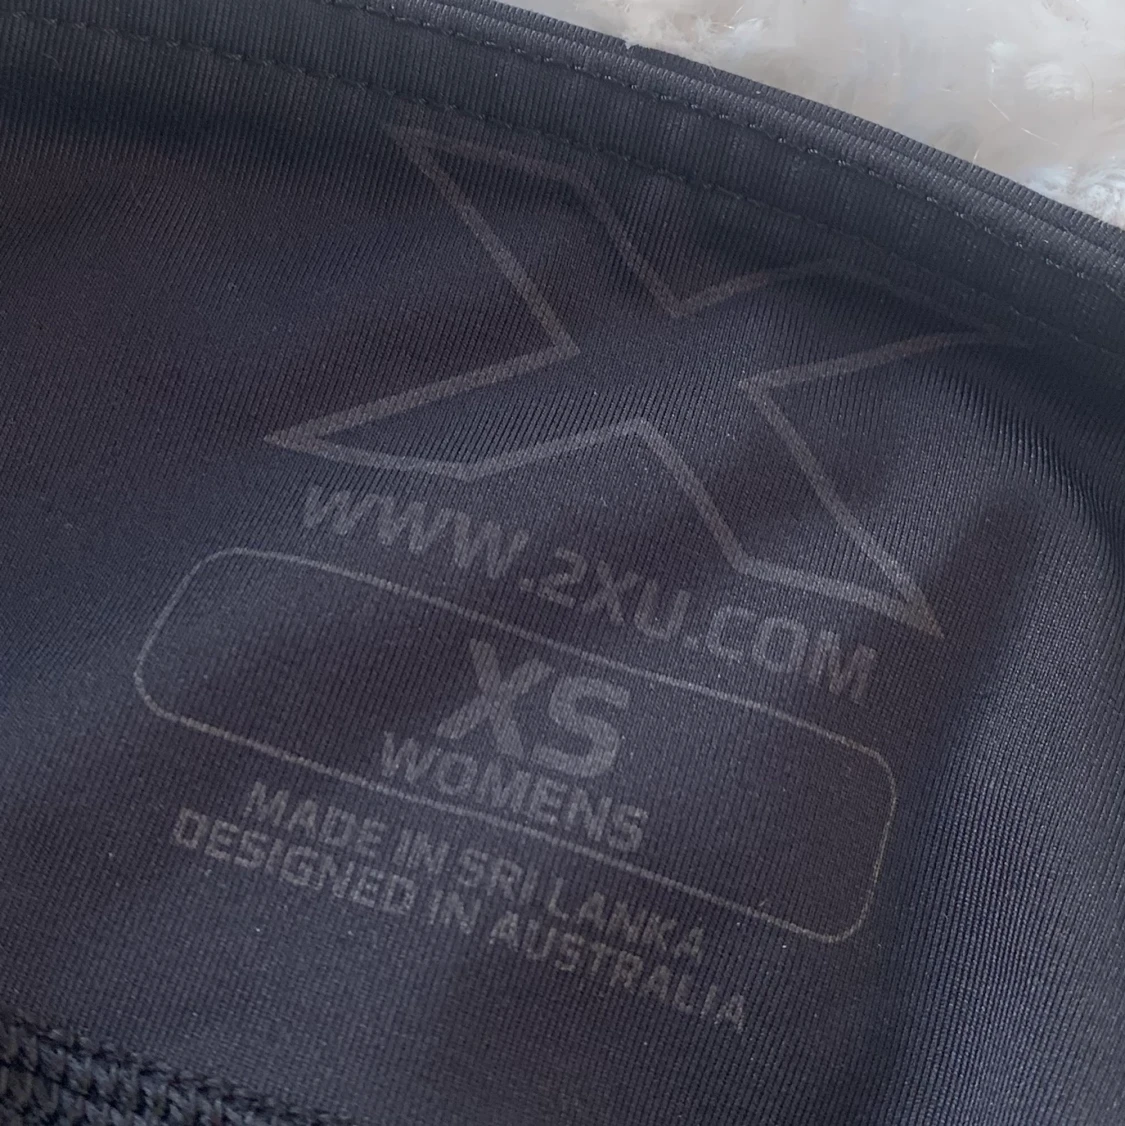 WWW.2XU.COM
XS
WOMENS
MADE IN SRI LANKA
DESIGNED IN AUSTRALIA